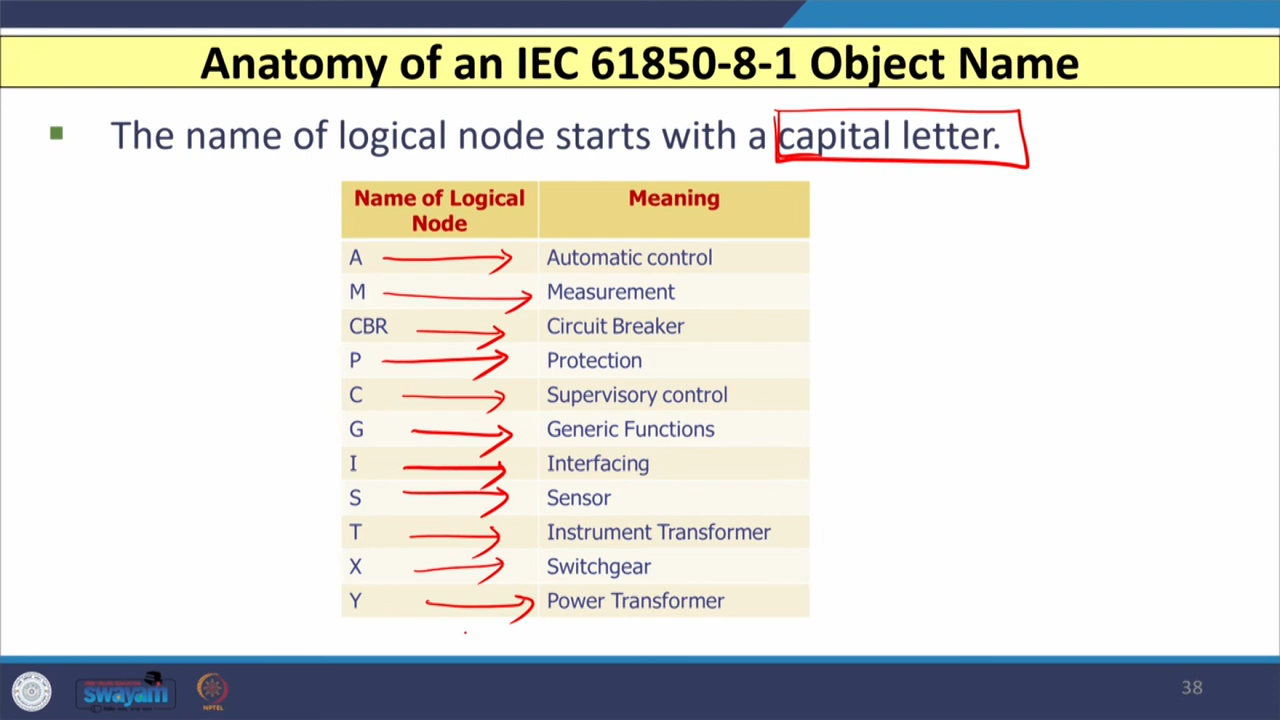 Anatomy of an IEC 61850-8-1 Object Name
The name of logical node starts with a capital letter.
Name of Logical Node Meaning
A Automatic control
M Measurement
CBR Circuit Breaker
P Protection
C Supervisory control
G Generic Functions
I Interfacing
S Sensor
T Instrument Transformer
X Switchgear
Y Power Transformer
swayam
NPTEL
38